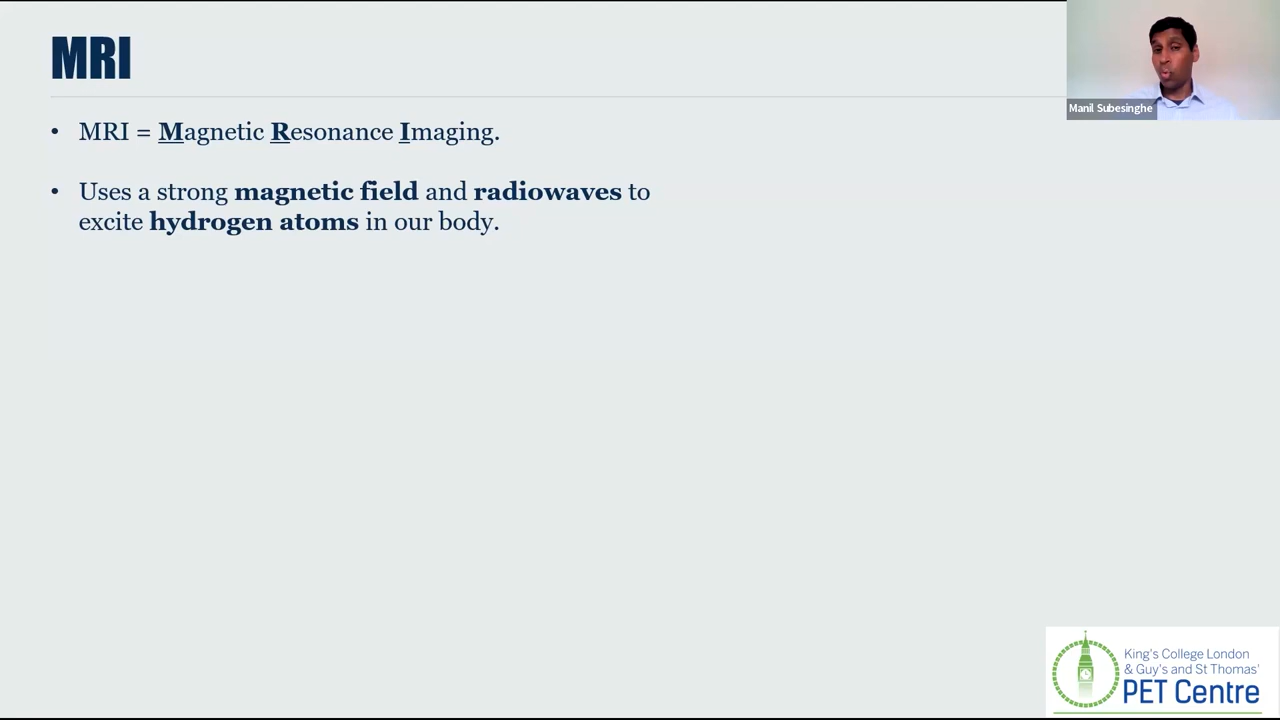 MRI
• MRI = Magnetic Resonance Imaging.
• Uses a strong magnetic field and radiowaves to
excite hydrogen atoms in our body.
Manil Subesinghe
King's College London
& Guy's and St Thomas'
PET Centre